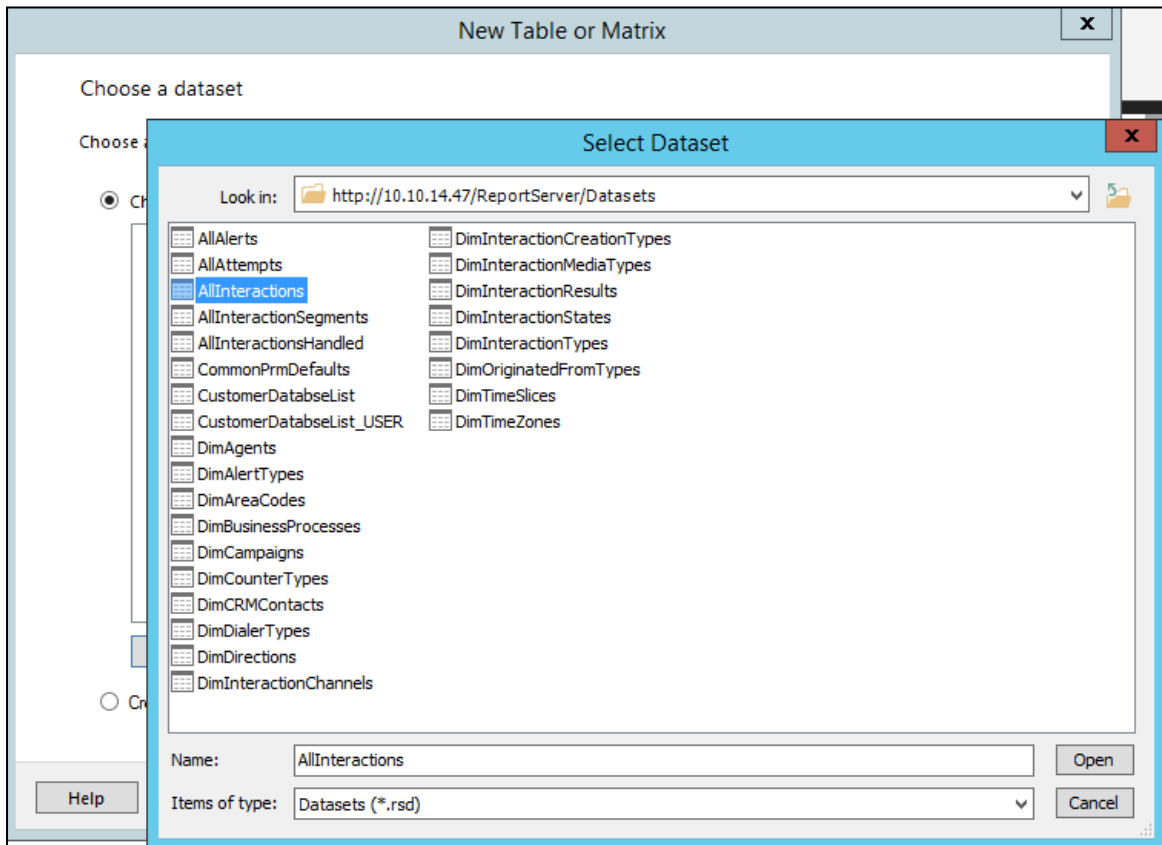 New Table or Matrix
x
Choose a dataset
Choose a
Select Dataset
x
Ch
Look in: http://10.10.14.47/ReportServer/Datasets
AllAlerts
AllAttempts
AllInteractions
AllInteractionSegments
AllInteractionsHandled
CommonPrmDefaults
CustomerDatabseList
CustomerDatabseList_USER
DimAgents
DimAlertTypes
DimAreaCodes
DimBusinessProcesses
DimCampaigns
DimCounterTypes
DimCRMContacts
DimDialerTypes
DimDirections
DimInteractionChannels
DimInteractionCreationTypes
DimInteractionMediaTypes
DimInteractionResults
DimInteractionStates
DimInteractionTypes
DimOriginatedFromTypes
DimTimeSlices
DimTimeZones
Cre
Name: AllInteractions Open
Help
Items of type: Datasets (*.rsd) Cancel